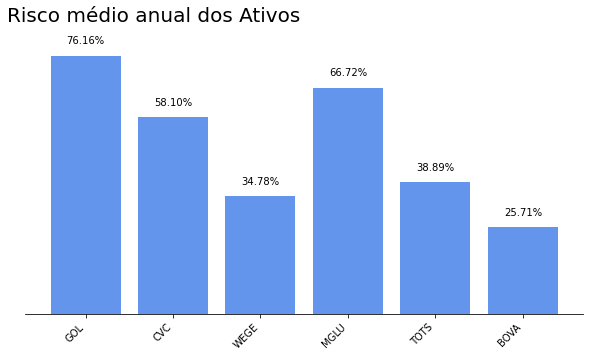 Risco médio anual dos Ativos
76.16%
58.10%
34.78%
66.72%
38.89%
25.71%
GOL
CVC
WEGE
MGLU
TOTS
BOVA